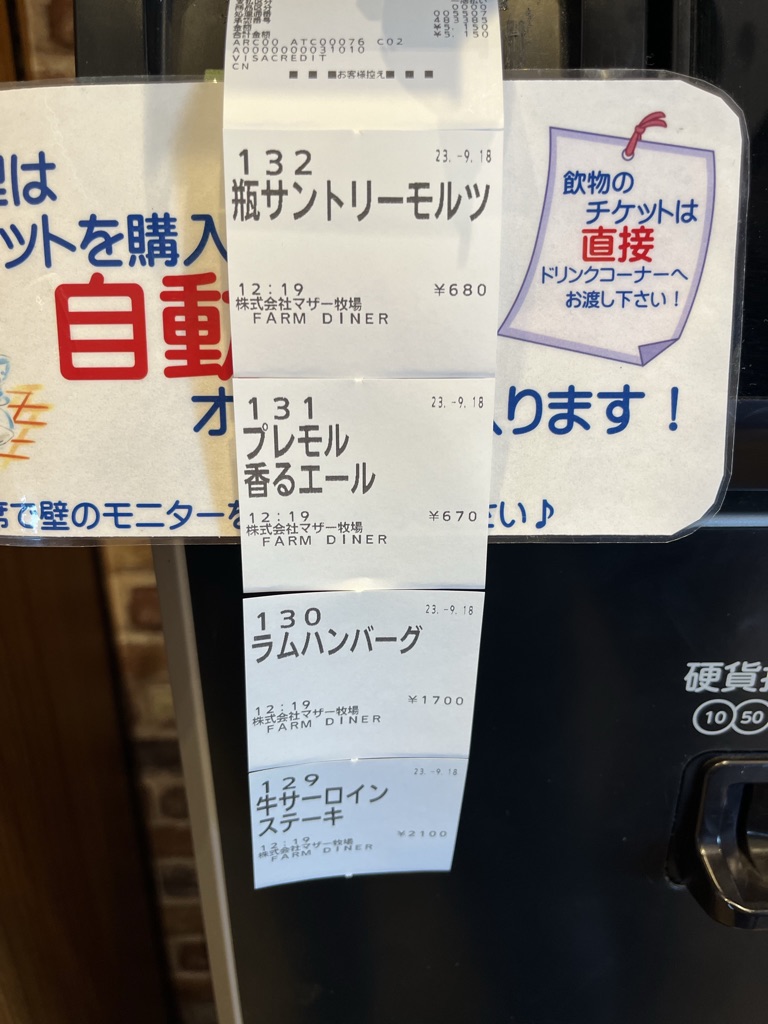 ARC00 ATC00076 C02
A0000000031010
VISACREDIT
CN
■ ■ ■お客様控え■ ■ ■
132 23.-9.18
瓶サントリーモルツ
12:19 ¥680
株式会社マザー牧場
FARM DINER
131 23.-9.18
プレモル
香るエール
12:19 ¥670
株式会社マザー牧場
FARM DINER
130 23.-9.18
ラムハンバーグ
12:19 ¥1700
株式会社マザー牧場
FARM DINER
129 23.-9.18
牛サーロイン
ステーキ
12:19 ¥2100
株式会社マザー牧場
FARM DINER
は
ットを購入
自動
オ ります!
で壁のモニターを さい♪
飲物の
チケットは
直接
ドリンクコーナーへ
お渡し下さい!
硬貨
10 50